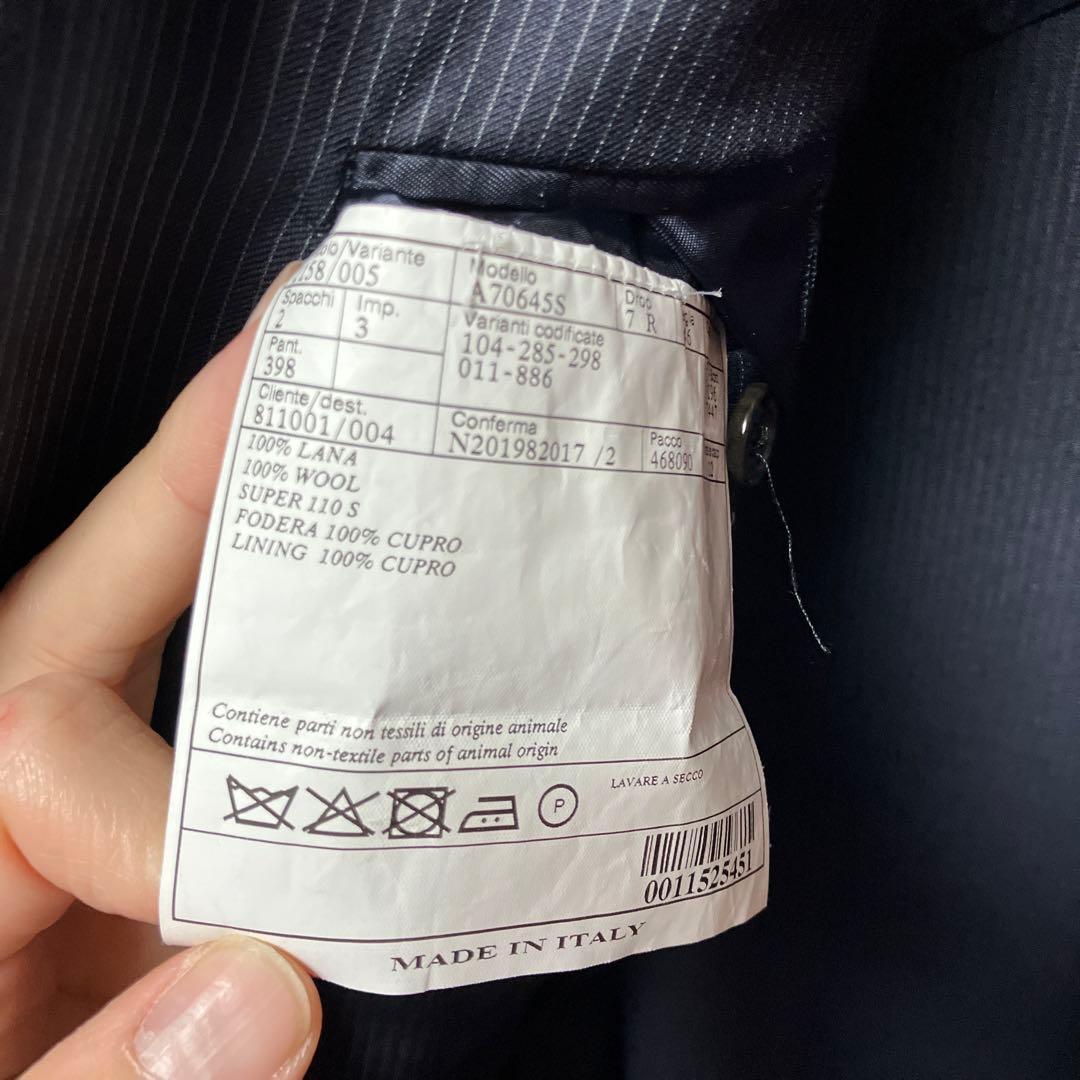 /Variante
158/005
Modello
A70645S
Drop
7 R
Spacchi
2
Imp.
3
Varianti codificate
104-285-298
011-886
Pant.
398
Cliente/dest.
811001/004
Conferma
N201982017 /2
Pacco
468090
100% LANA
100% WOOL
SUPER 110 S
FODERA 100% CUPRO
LINING 100% CUPRO
Contiene parti non tessili di origine animale
Contains non-textile parts of animal origin
P
LAVARE A SECCO
0011525451
MADE IN ITALY